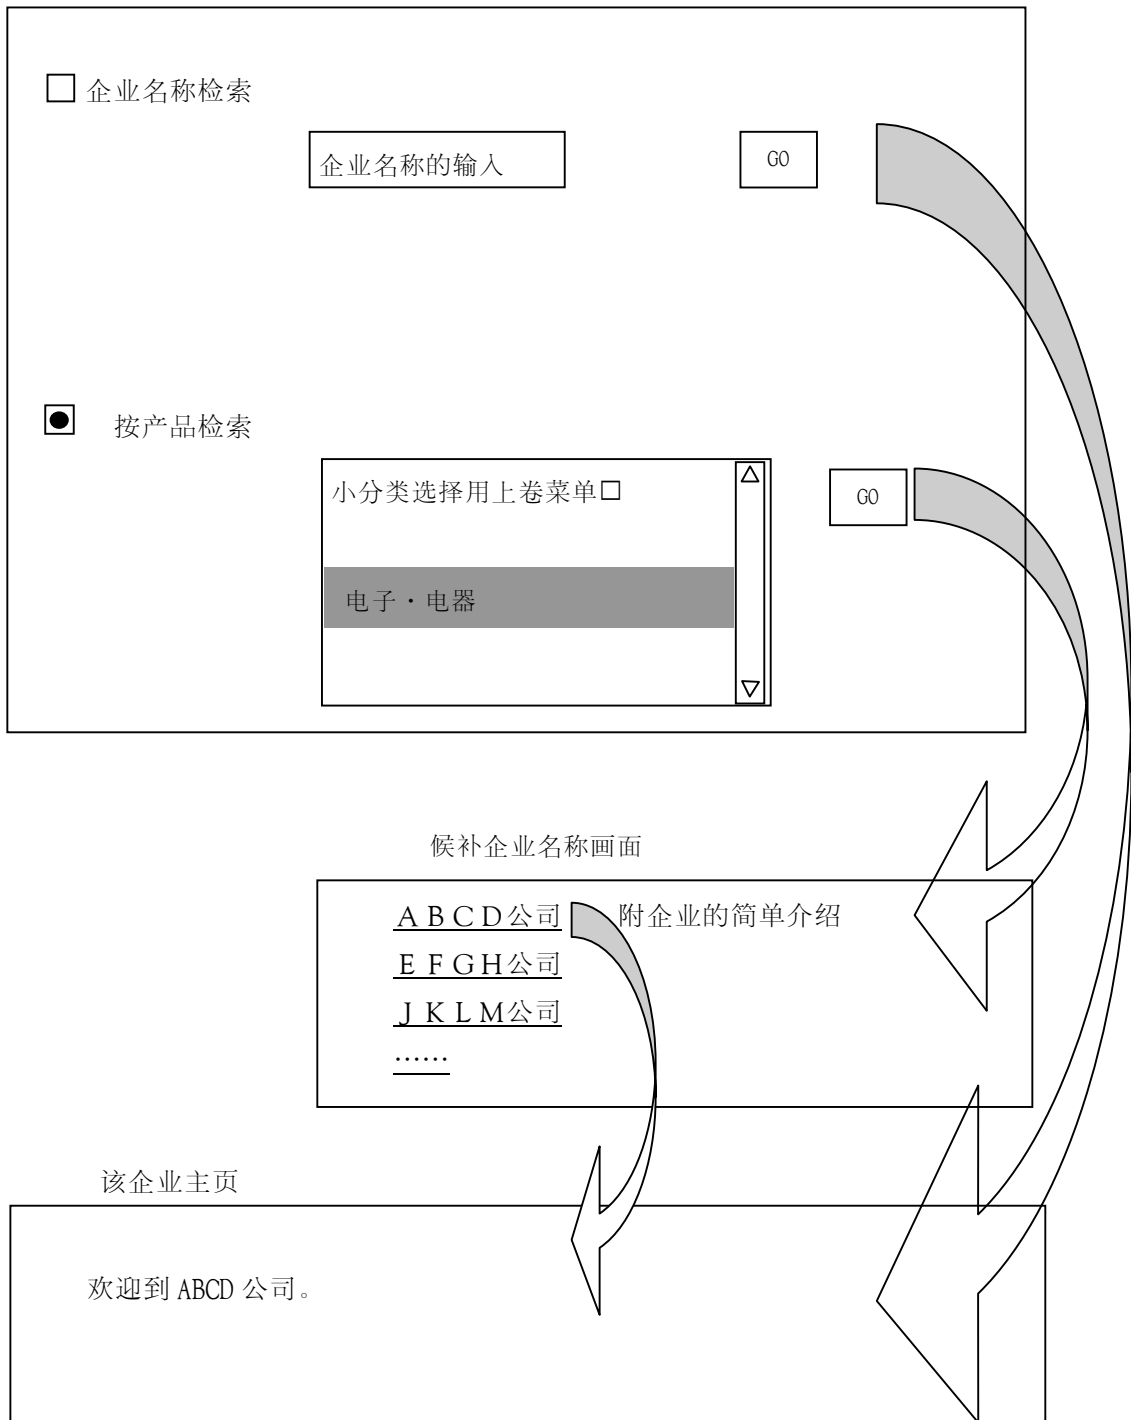 企业名称检索
企业名称的输入
GO
按产品检索
小分类选择用上卷菜单□
GO
电子・电器
候补企业名称画面
ＡＢＣＤ公司 附企业的简单介绍
ＥＦＧＨ公司
ＪＫＬＭ公司
……
该企业主页
欢迎到 ABCD 公司。